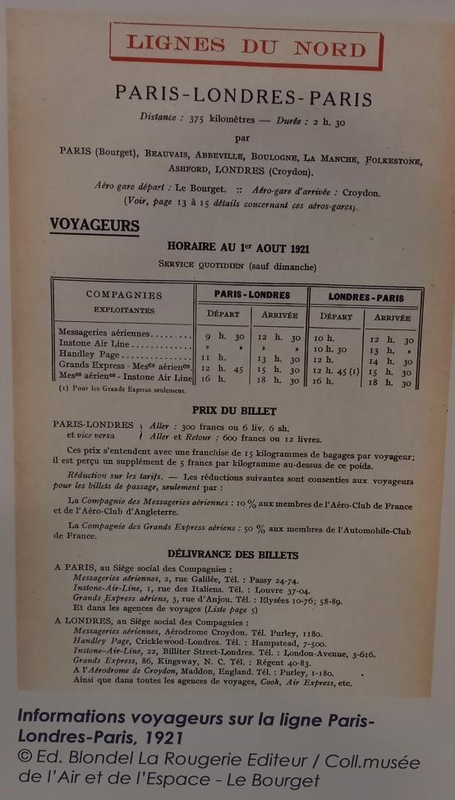 LIGNES DU NORD
PARIS-LONDRES-PARIS
Distance : 375 kilomètres — Durée : 2 h. 30
par
PARIS (Bourget), BEAUVAIS, ABBEVILLE, BOULOGNE, LA MANCHE, FOLKESTONE,
ASHFORD, LONDRES (Croydon).
Aéro gare départ : Le Bourget. :: Aéro-gare d'arrivée : Croydon.
(Voir, page 13 à 15 détails concernant ces aéros-gares).
VOYAGEURS
HORAIRE AU 1er AOUT 1921
SERVICE QUOTIDIEN (sauf dimanche)
COMPAGNIES EXPLOITANTES PARIS-LONDRES LONDRES-PARIS
DÉPART ARRIVÉE DÉPART ARRIVÉE
Messageries aériennes......... 9 h. 30 12 h. 30 10 h. 12 h. 30
Instone Air Line............. » » » » 10 h. 30 13 h. »
Handley Page............... 11 h. 13 h. 30 12 h. 14 h. 30
Grands Express - Mesces aériences. 12 h. 45 15 h. 30 12 h. 45 (1) 15 h. 30
Mesces aériences - Instone Air Line 16 h. 18 h. 30 16 h. 18 h. 30
(1) Pour les Grands Express seulement.
PRIX DU BILLET
PARIS-LONDRES Aller : 300 francs ou 6 liv. 6 sh.
et vice versa Aller et Retour : 600 francs ou 12 livres.
Ces prix s'entendent avec une franchise de 15 kilogrammes de bagages par voyageur;
il est perçu un supplément de 5 francs par kilogramme au-dessus de ce poids.
Réduction sur les tarifs. — Les réductions suivantes sont consenties aux voyageurs
pour les billets de passage, seulement par :
La Compagnie des Messageries aériennes : 10 % aux membres de l'Aéro-Club de France
et de l'Aéro-Club d'Angleterre.
La Compagnie des Grands Express aériens : 50 % aux membres de l'Automobile-Club
de France.
DÉLIVRANCE DES BILLETS
A PARIS, au Siège social des Compagnies :
Messageries aériennes, 2, rue Galilée, Tél. : Passy 24-74.
Instone-Air-Line, 1, rue des Italiens. Tél. : Louvre 37-04.
Grands Express aériens, 3, rue d'Anjou. Tél. : Elysées 10-76; 58-89.
Et dans les agences de voyages (Liste page 5)
A LONDRES, au Siège social des Compagnies :
Messageries aériennes, Aérodrome Croydon. Tél. Purley, 1180.
Handley Page, Cricklewood-Londres. Tél. : Hampstead, 7-500.
Instone-Air-Line, 22, Billiter Street-Londres. Tél. : London-Avenue, 3-616.
Grands Express, 86, Kingsway, N. C. Tél. : Régent 40-83.
A l'Aérodrome de Croydon, Maddon, England. Tél. : Purley, 1-180.
Ainsi que dans toutes les agences de voyages, Cook, Air Express, etc.
Informations voyageurs sur la ligne Paris-
Londres-Paris, 1921
© Ed. Blondel La Rougerie Editeur / Coll.musée
de l'Air et de l'Espace - Le Bourget